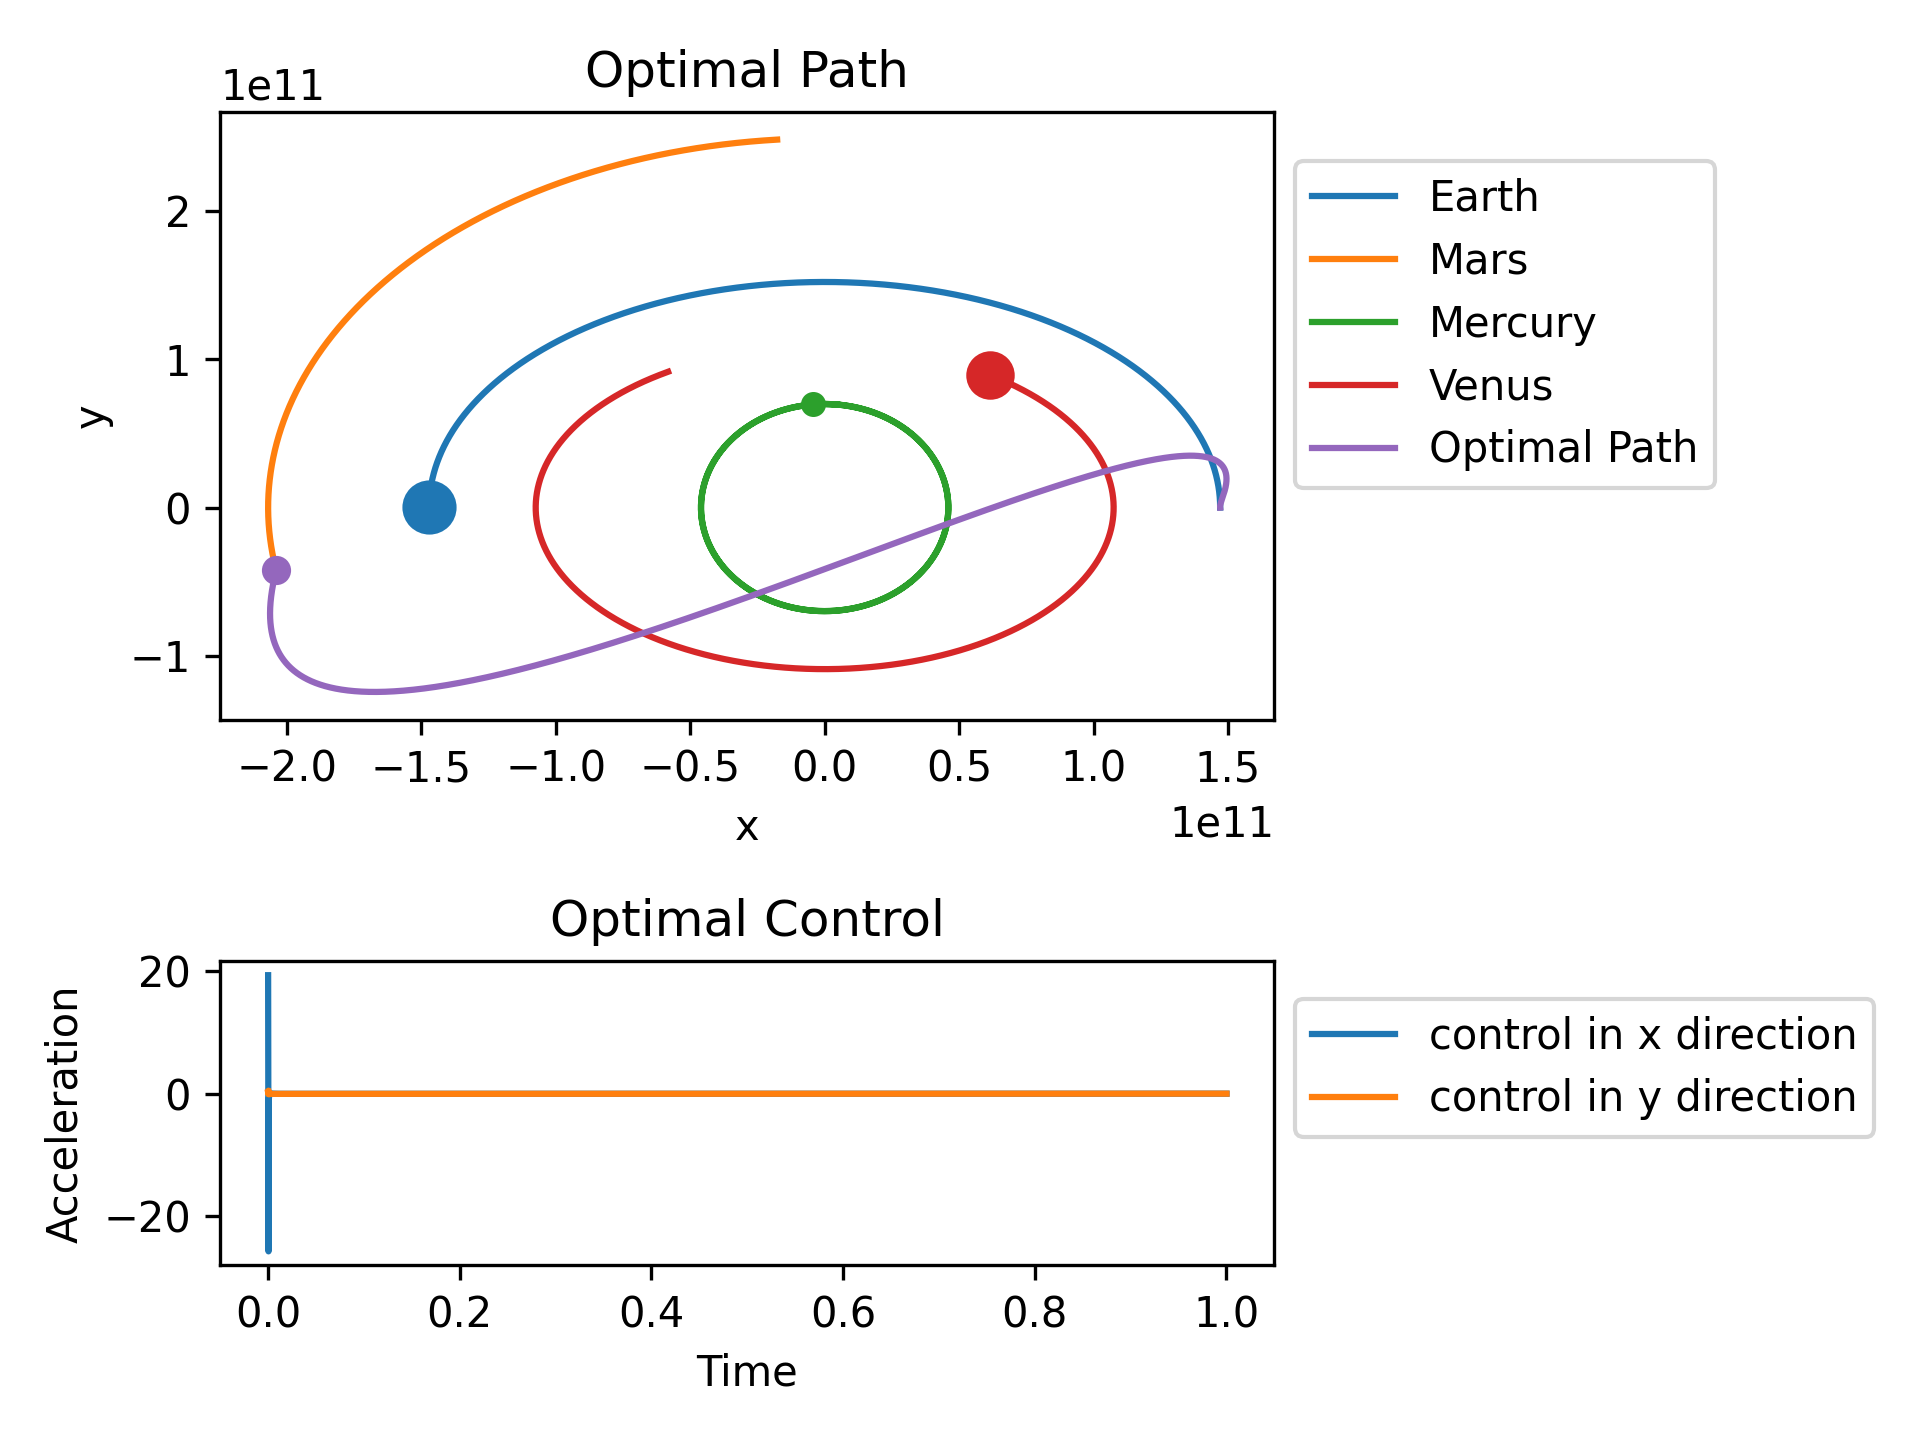 Optimal Path
1e11
2
1
0
−1
y
−2.0 −1.5 −1.0 −0.5 0.0 0.5 1.0 1.5
x
1e11
Earth
Mars
Mercury
Venus
Optimal Path
Optimal Control
20
0
−20
Acceleration
0.0 0.2 0.4 0.6 0.8 1.0
Time
control in x direction
control in y direction